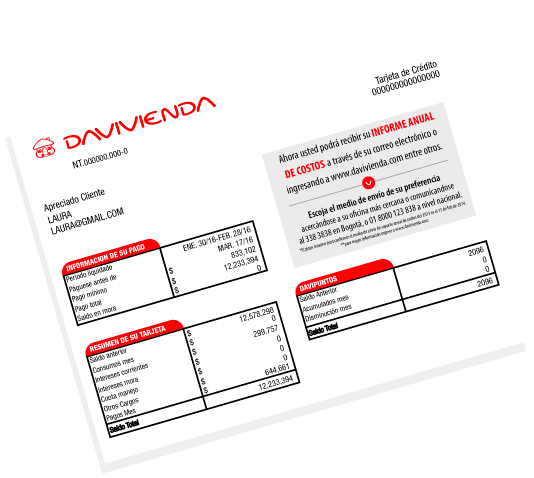 Tarjeta de Crédito
000000000000000
DAVIVIENDA
NT.000000.000-0
Apreciado Cliente
LAURA
LAURA@GMAIL.COM
Ahora usted podrá recibir su INFORME ANUAL
DE COSTOS a través de su correo electrónico o
ingresando a www.davivienda.com entre otros.
Escoja el medio de envío de su preferencia
acercándose a su oficina más cercana o comunicandose
al 338 3838 en Bogotá, o 01 8000 123 838 a nivel nacional.
INFORMACION DE SU PAGO
Periodo liquidado ENE. 30/16-FEB. 28/16
Páguese antes de MAR. 17/16
Pago mínimo $ 833,102
Pago total $ 12,233,394
Saldo en mora $ 0
DAVIPUNTOS
Saldo Anterior 2096
Acumulados mes 0
Disminución mes 0
Saldo Total 2096
RESUMEN DE SU TARJETA
Saldo anterior $ 12,578,298
Consumos mes $ 0
Intereses corrientes $ 299,757
Intereses mora $ 0
Cuota manejo $ 0
Otros Cargos $ 0
Pagos Mes $ 644,661
Saldo Total $ 12,233,394